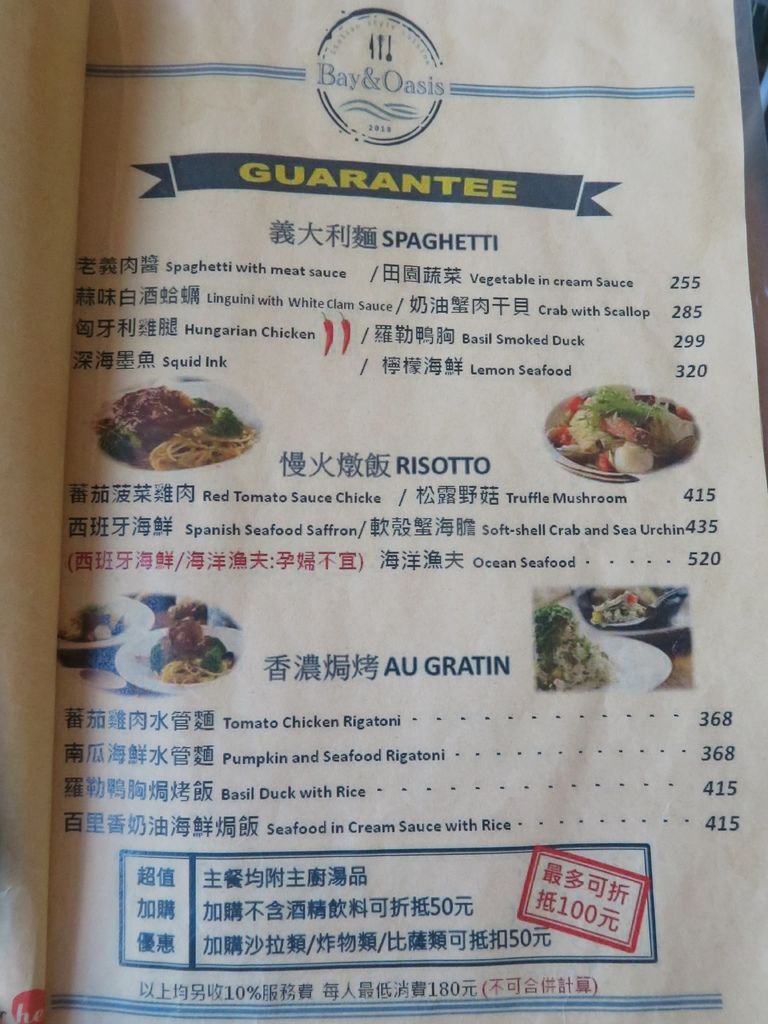 Italian Style Cuisine
Bay&Oasis
2018
GUARANTEE
義大利麵 SPAGHETTI
老義肉醬 Spaghetti with meat sauce / 田園蔬菜 Vegetable in cream Sauce 255
蒜味白酒蛤蠣 Linguini with White Clam Sauce / 奶油蟹肉干貝 Crab with Scallop 285
匈牙利雞腿 Hungarian Chicken / 羅勒鴨胸 Basil Smoked Duck 299
深海墨魚 Squid Ink / 檸檬海鮮 Lemon Seafood 320
慢火燉飯 RISOTTO
蕃茄菠菜雞肉 Red Tomato Sauce Chicke / 松露野菇 Truffle Mushroom 415
西班牙海鮮 Spanish Seafood Saffron / 軟殼蟹海膽 Soft-shell Crab and Sea Urchin 435
(西班牙海鮮/海洋漁夫:孕婦不宜) 海洋漁夫 Ocean Seafood · · · · · 520
香濃焗烤 AU GRATIN
蕃茄雞肉水管麵 Tomato Chicken Rigatoni · · · · · · · · · · · · · 368
南瓜海鮮水管麵 Pumpkin and Seafood Rigatoni · · · · · · · · · · · 368
羅勒鴨胸焗烤飯 Basil Duck with Rice · · · · · · · · · · · · · · 415
百里香奶油海鮮焗飯 Seafood in Cream Sauce with Rice · · · · · · · · 415
超值 主餐均附主廚湯品
加購 加購不含酒精飲料可折抵50元
優惠 加購沙拉類/炸物類/比薩類可抵扣50元
最多可折
抵100元
以上均另收10%服務費 每人最低消費180元 (不可合併計算)
he